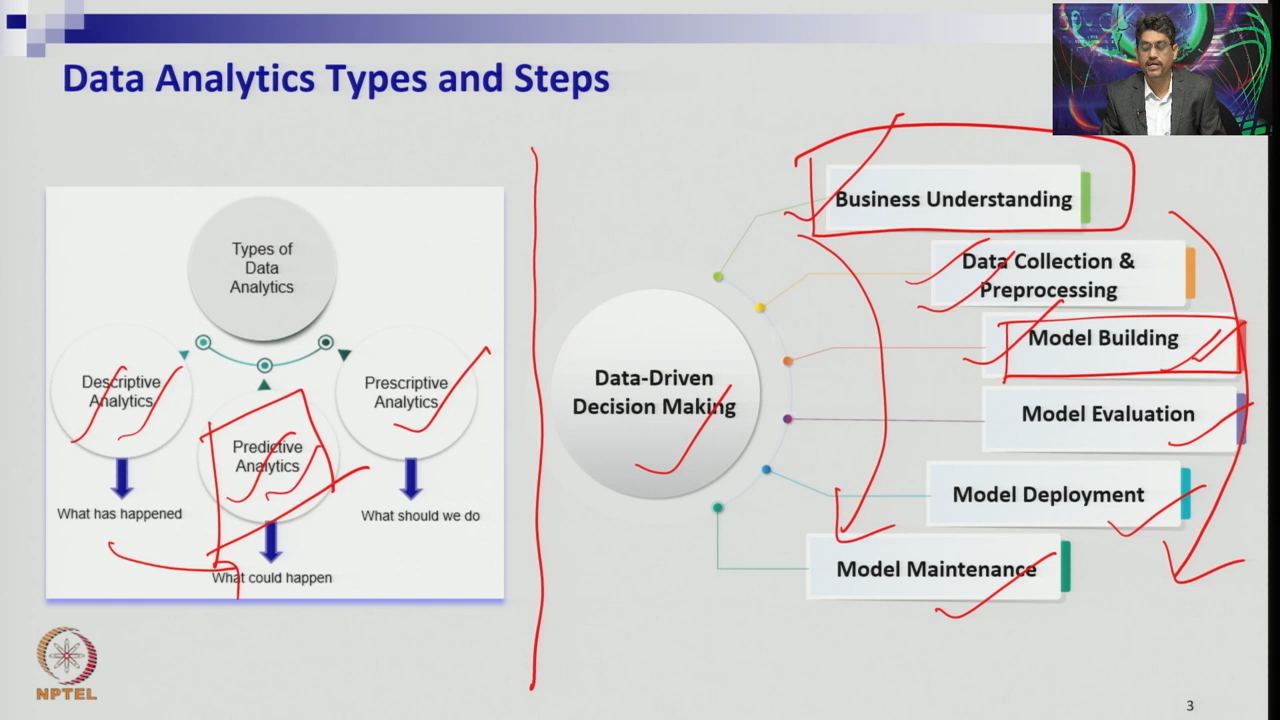 Data Analytics Types and Steps
Types of
Data
Analytics
Descriptive
Analytics
Predictive
Analytics
Prescriptive
Analytics
What has happened
What could happen
What should we do
Data-Driven
Decision Making
Business Understanding
Data Collection &
Preprocessing
Model Building
Model Evaluation
Model Deployment
Model Maintenance
NPTEL
3